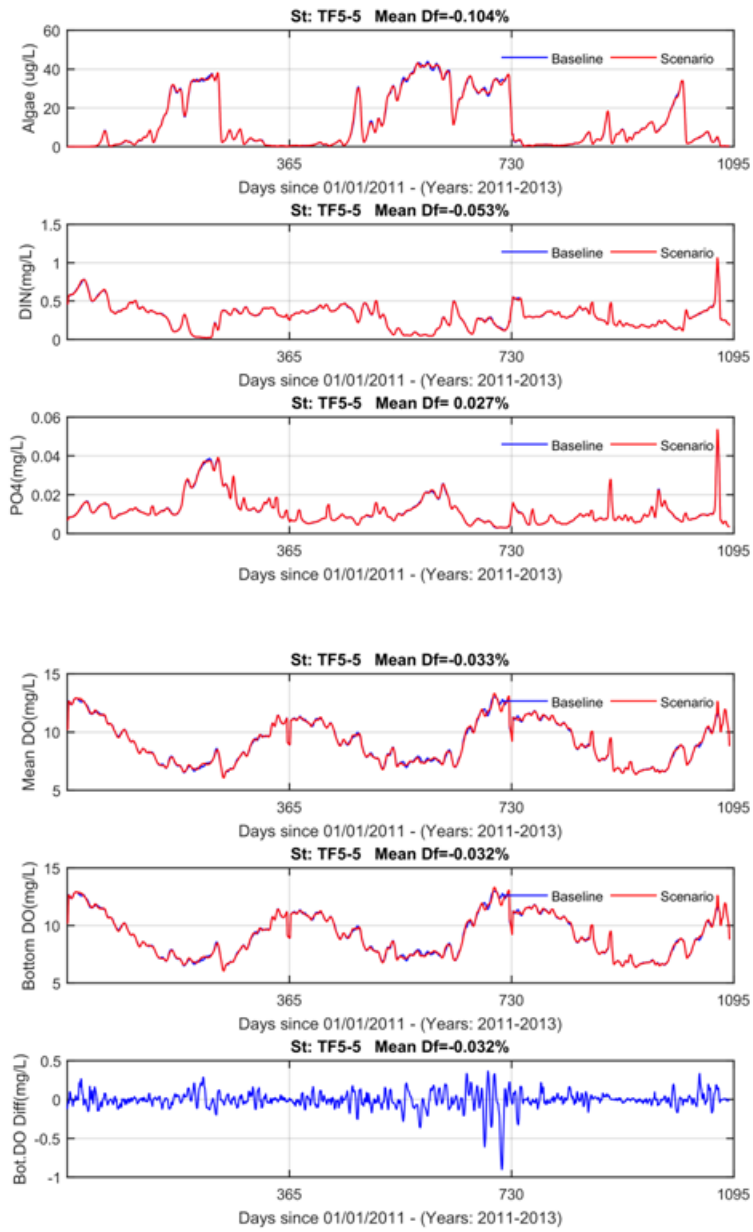 St: TF5-5 Mean Df=-0.104%
60
40
20
0
Algae (ug/L)
Baseline Scenario
365 730 1095
Days since 01/01/2011 - (Years: 2011-2013)
St: TF5-5 Mean Df=-0.053%
1.5
1
0.5
0
DIN(mg/L)
Baseline Scenario
365 730 1095
Days since 01/01/2011 - (Years: 2011-2013)
St: TF5-5 Mean Df= 0.027%
0.06
0.04
0.02
0
PO4(mg/L)
Baseline Scenario
365 730 1095
Days since 01/01/2011 - (Years: 2011-2013)
St: TF5-5 Mean Df=-0.033%
15
10
5
Mean DO(mg/L)
Baseline Scenario
365 730 1095
Days since 01/01/2011 - (Years: 2011-2013)
St: TF5-5 Mean Df=-0.032%
15
10
5
Bottom DO(mg/L)
Baseline Scenario
365 730 1095
Days since 01/01/2011 - (Years: 2011-2013)
St: TF5-5 Mean Df=-0.032%
0.5
0
-0.5
-1
Bot.DO Diff(mg/L)
365 730 1095
Days since 01/01/2011 - (Years: 2011-2013)